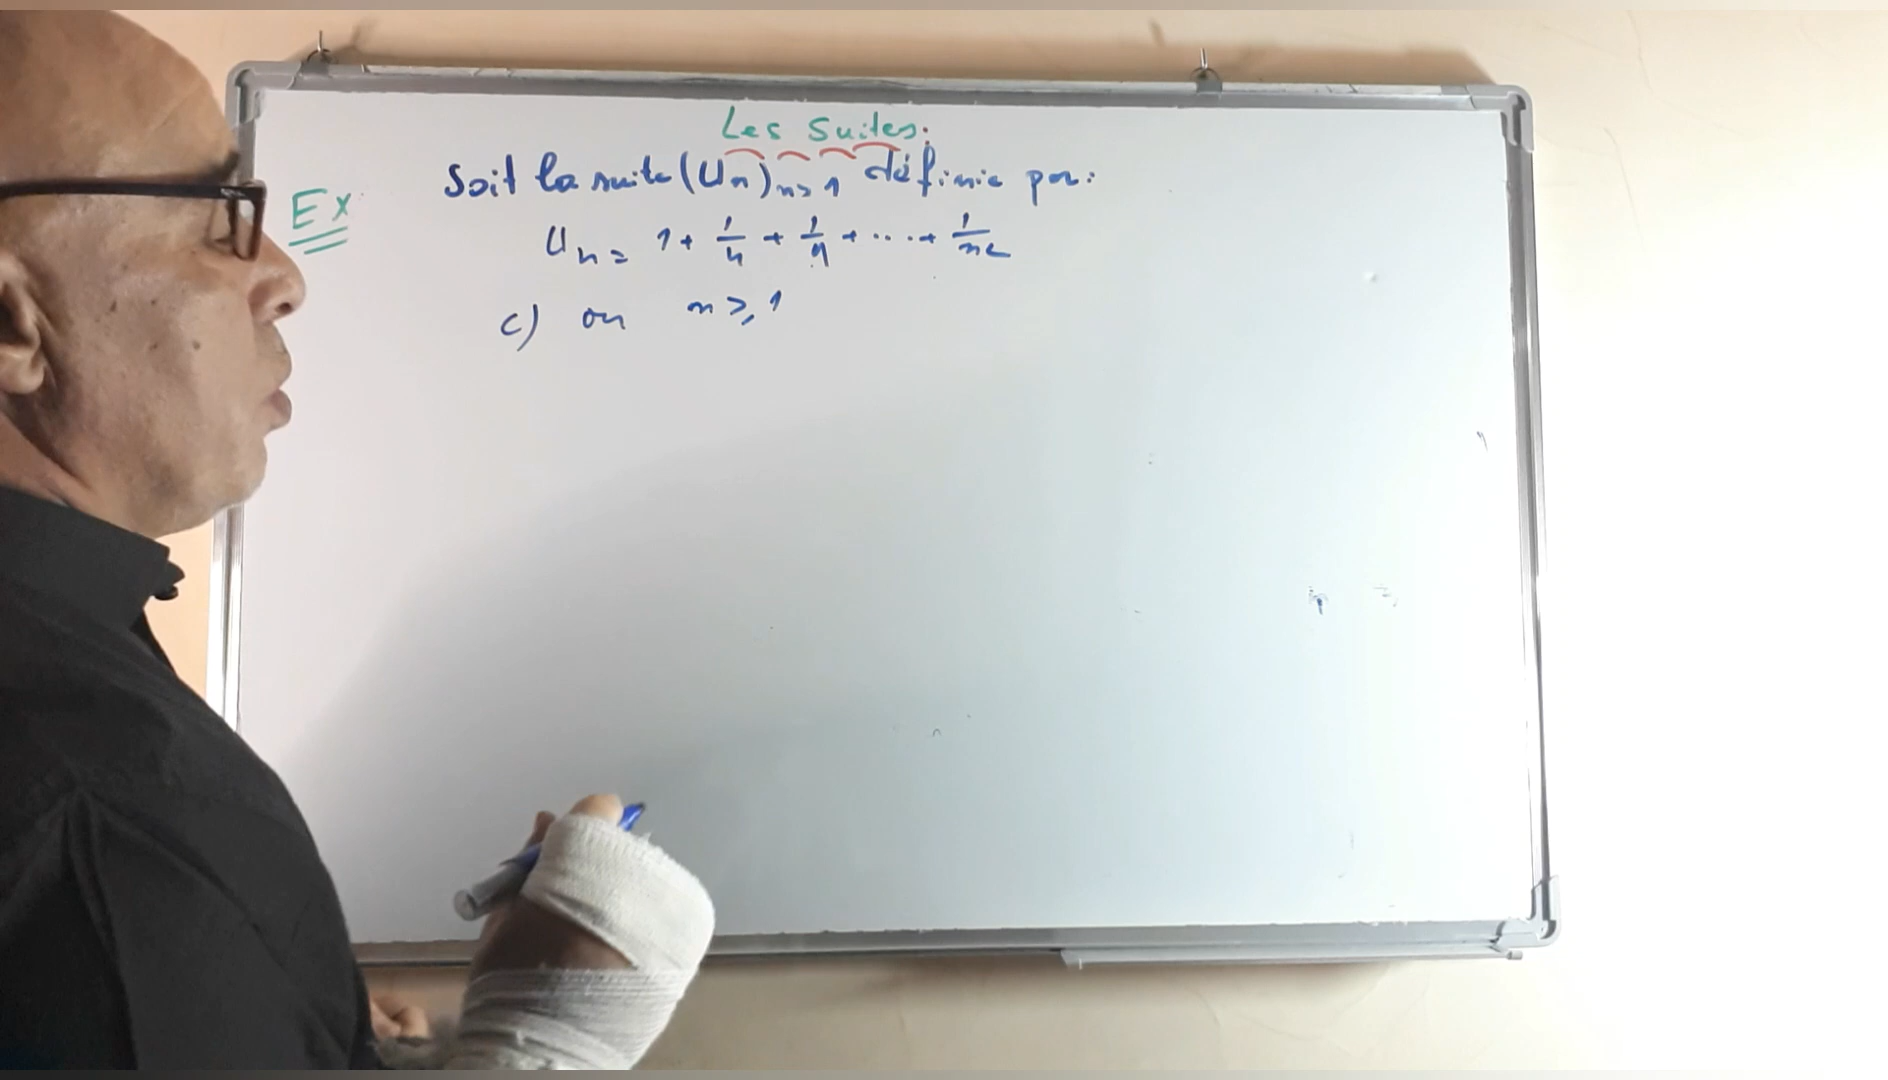 Les suites.
Ex
Soit la suite (Un)n≥1 définie par:
Un = 1 + 1/4 + 1/9 + .... + 1/n²
c) on n ≥ 1